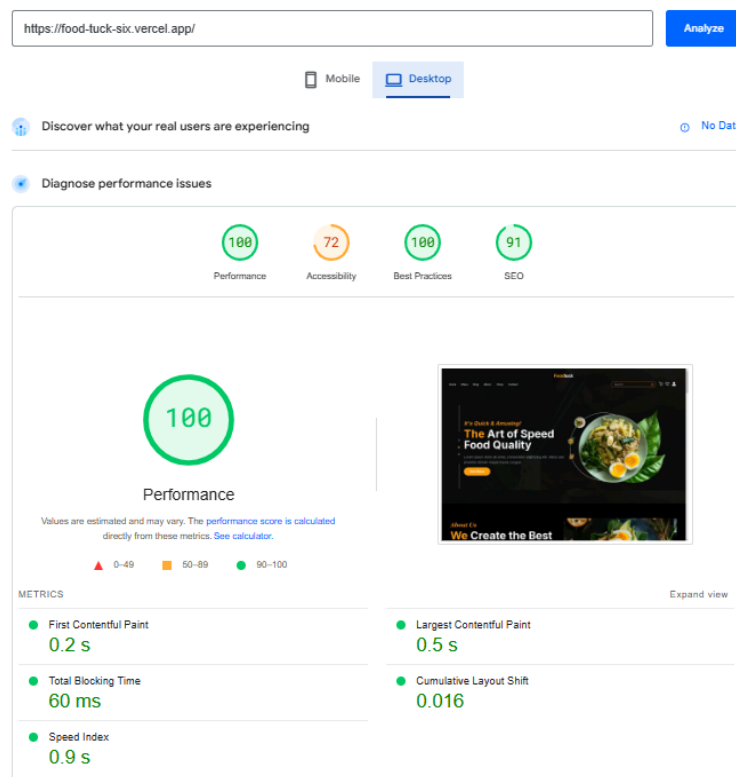 https://food-tuck-six.vercel.app/
Analyze
Mobile
Desktop
Discover what your real users are experiencing
No Dat
Diagnose performance issues
100
72
100
91
Performance
Accessibility
Best Practices
SEO
100
Performance
Values are estimated and may vary. The performance score is calculated
directly from these metrics. See calculator.
0–49
50–89
90–100
Foodtuck
It's Quick & Amusing!
The Art of Speed
Food Quality
About Us
We Create the Best
METRICS
Expand view
First Contentful Paint
0.2 s
Largest Contentful Paint
0.5 s
Total Blocking Time
60 ms
Cumulative Layout Shift
0.016
Speed Index
0.9 s